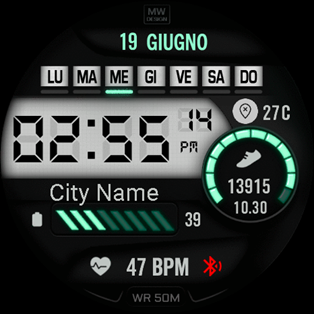 MW
DESIGN
19 GIUGNO
LU MA ME GI VE SA DO
02:55 14 PM
27C
City Name
13915
10.30
39
47 BPM
WR 50M